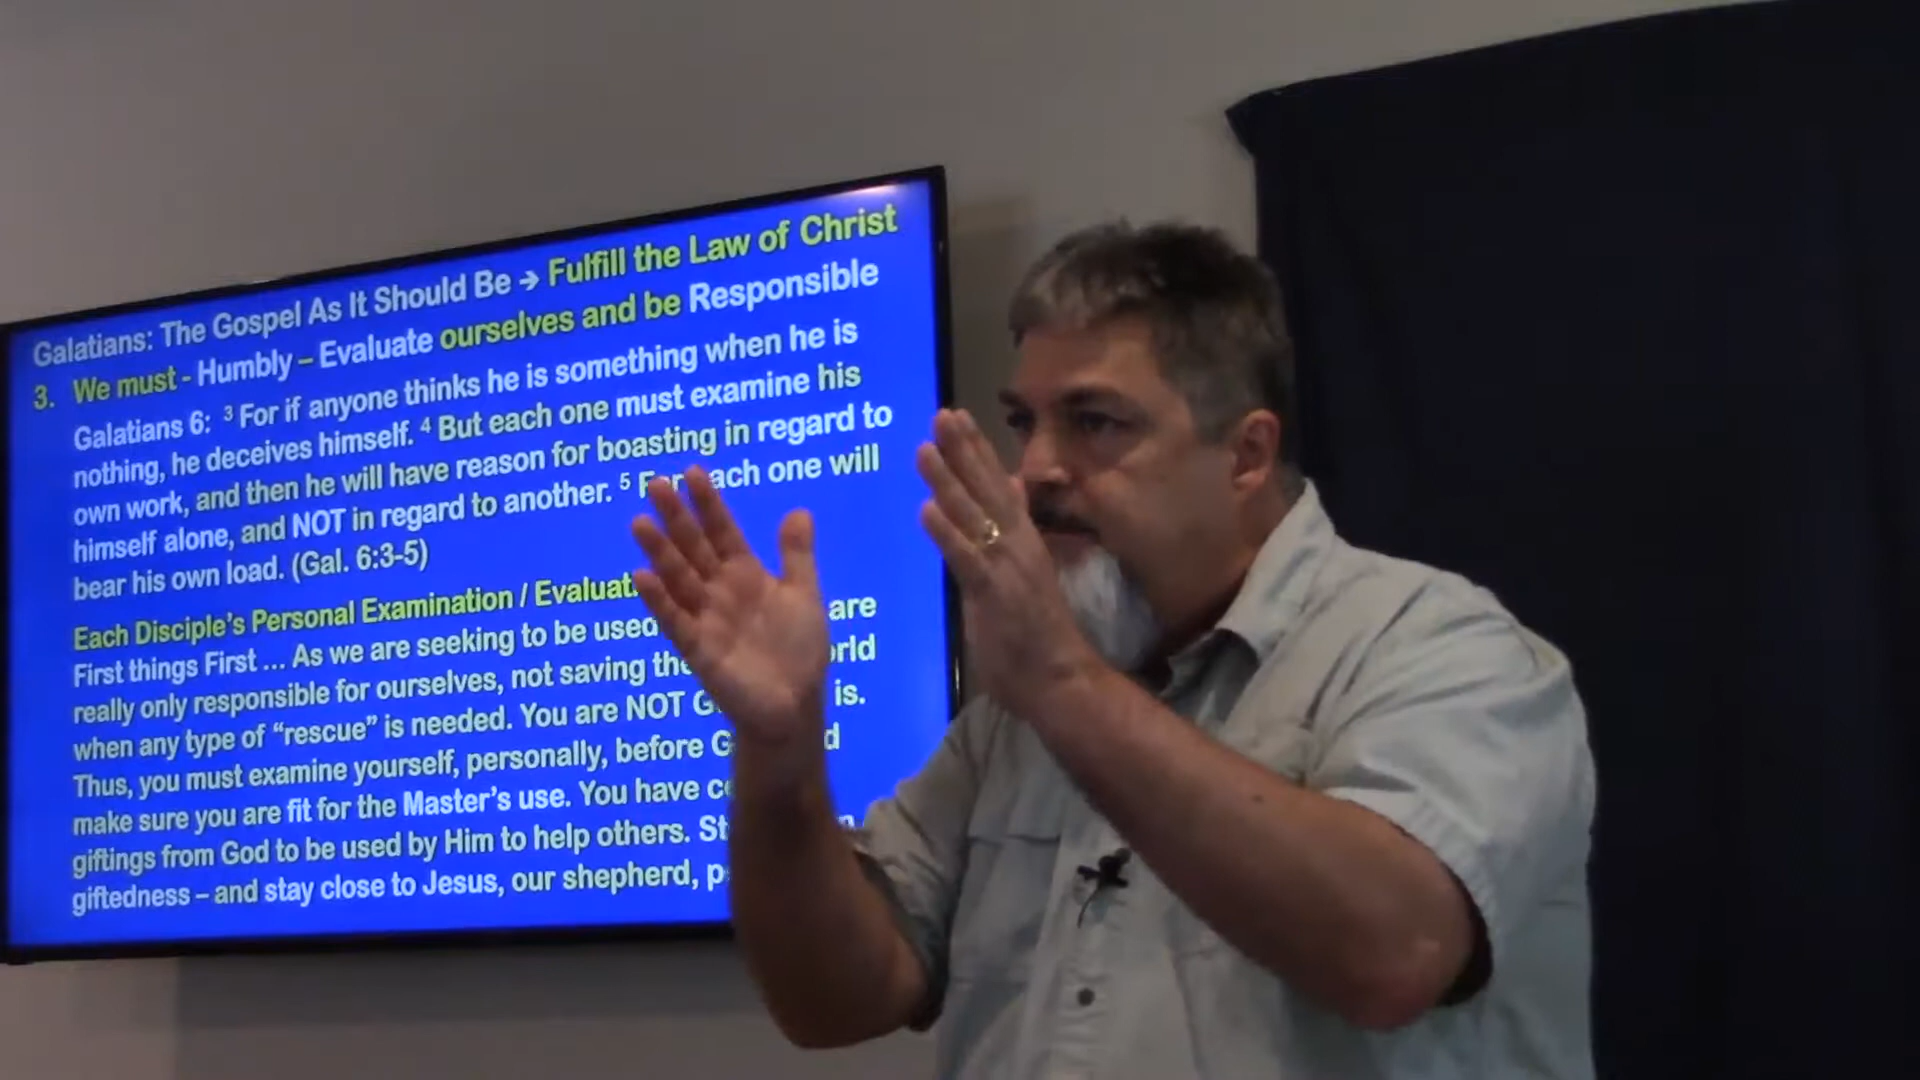 Galatians: The Gospel As It Should Be → Fulfill the Law of Christ
3. We must - Humbly – Evaluate ourselves and be Responsible
Galatians 6: ³ For if anyone thinks he is something when he is
nothing, he deceives himself. ⁴ But each one must examine his
own work, and then he will have reason for boasting in regard to
himself alone, and NOT in regard to another. ⁵ For each one will
bear his own load. (Gal. 6:3-5)
Each Disciple's Personal Examination /
First things First ... As we are seeking to be used are
really only responsible for ourselves, not saving the
when any type of “rescue” is needed. You are NOT is.
Thus, you must examine yourself, personally, before
make sure you are fit for the Master's use. You have
giftings from God to be used by Him to help others.
giftedness – and stay close to Jesus, our shepherd,